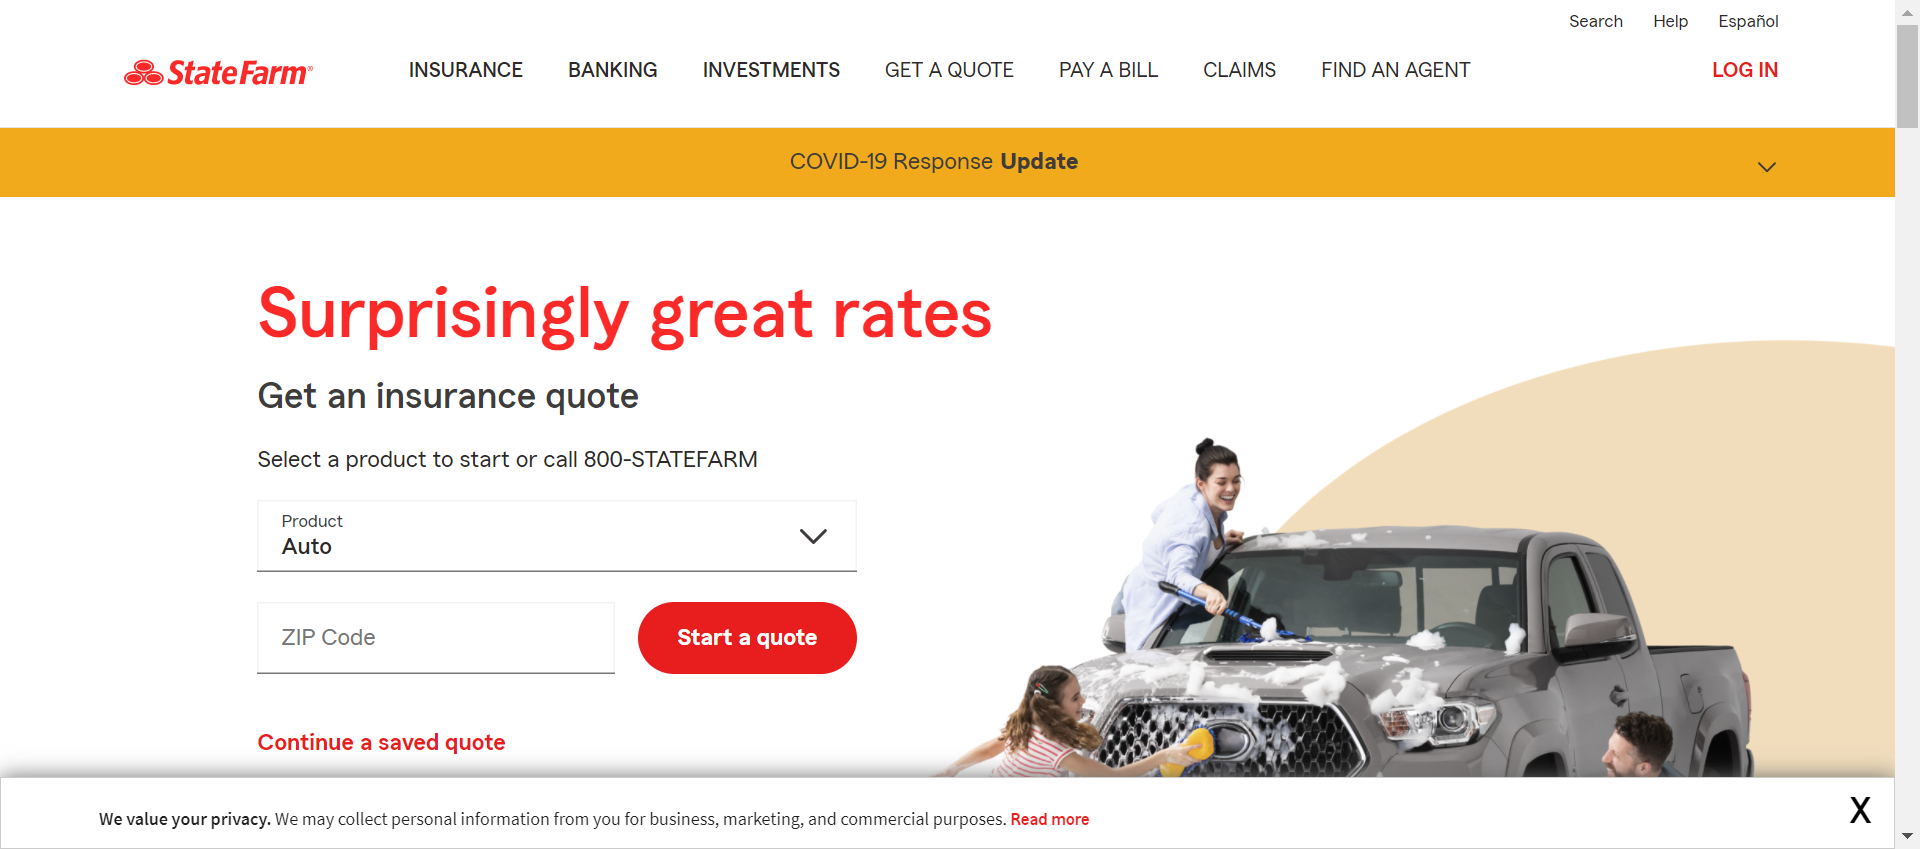 Search Help Español
StateFarm®
INSURANCE BANKING INVESTMENTS GET A QUOTE PAY A BILL CLAIMS FIND AN AGENT LOG IN
COVID-19 Response Update
Surprisingly great rates
Get an insurance quote
Select a product to start or call 800-STATEFARM
Product
Auto
ZIP Code
Start a quote
Continue a saved quote
We value your privacy. We may collect personal information from you for business, marketing, and commercial purposes. Read more
X